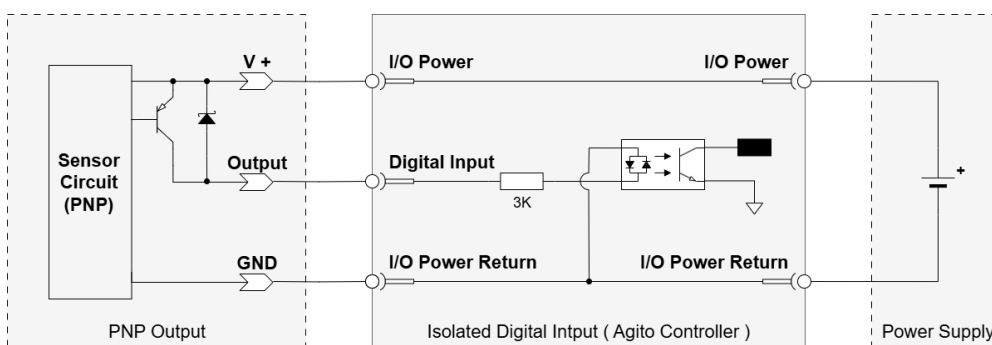 V +
I/O Power
I/O Power
Sensor
Circuit
(PNP)
Output
Digital Input
3K
+
GND
I/O Power Return
I/O Power Return
PNP Output
Isolated Digital Intput ( Agito Controller )
Power Supply